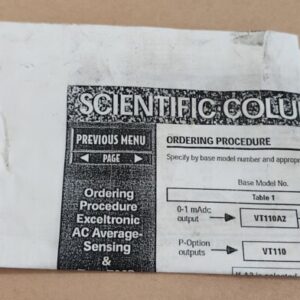 SCIENTIFIC COLU
PREVIOUS MENU
PAGE
Ordering
Procedure
Exceltronic
AC Average-
Sensing
&
ORDERING PROCEDURE
Specify by base model number and approp
Base Model No.
Table 1
0-1 mAdc
output
VT110A2
P-Option
outputs
VT110